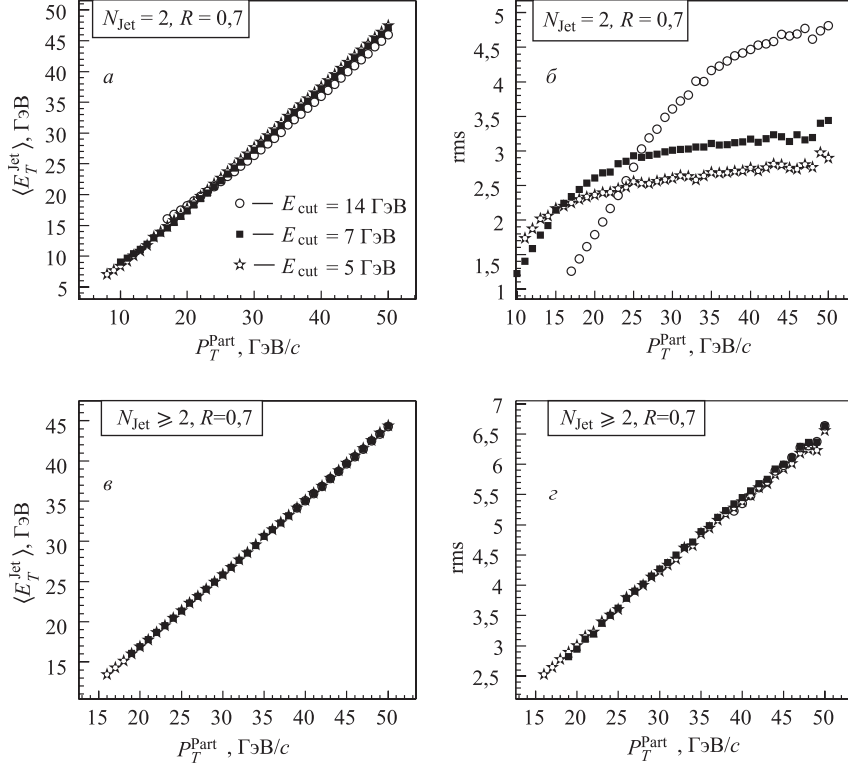 N_Jet = 2, R = 0,7
а
⟨E_T^Jet⟩, ГэВ
45
40
35
30
25
20
15
10
5
E_cut = 14 ГэВ
E_cut = 7 ГэВ
E_cut = 5 ГэВ
10 20 30 40 50
P_T^Part, ГэВ/c
N_Jet = 2, R = 0,7
б
rms
5
4,5
4
3,5
3
2,5
2
1,5
1
10 15 20 25 30 35 40 45 50
P_T^Part, ГэВ/c
N_Jet ⩾ 2, R=0,7
в
⟨E_T^Jet⟩, ГэВ
45
40
35
30
25
20
15
15 20 25 30 35 40 45 50
P_T^Part, ГэВ/c
N_Jet ⩾ 2, R=0,7
г
rms
7
6,5
6
5,5
5
4,5
4
3,5
3
2,5
15 20 25 30 35 40 45 50
P_T^Part, ГэВ/c